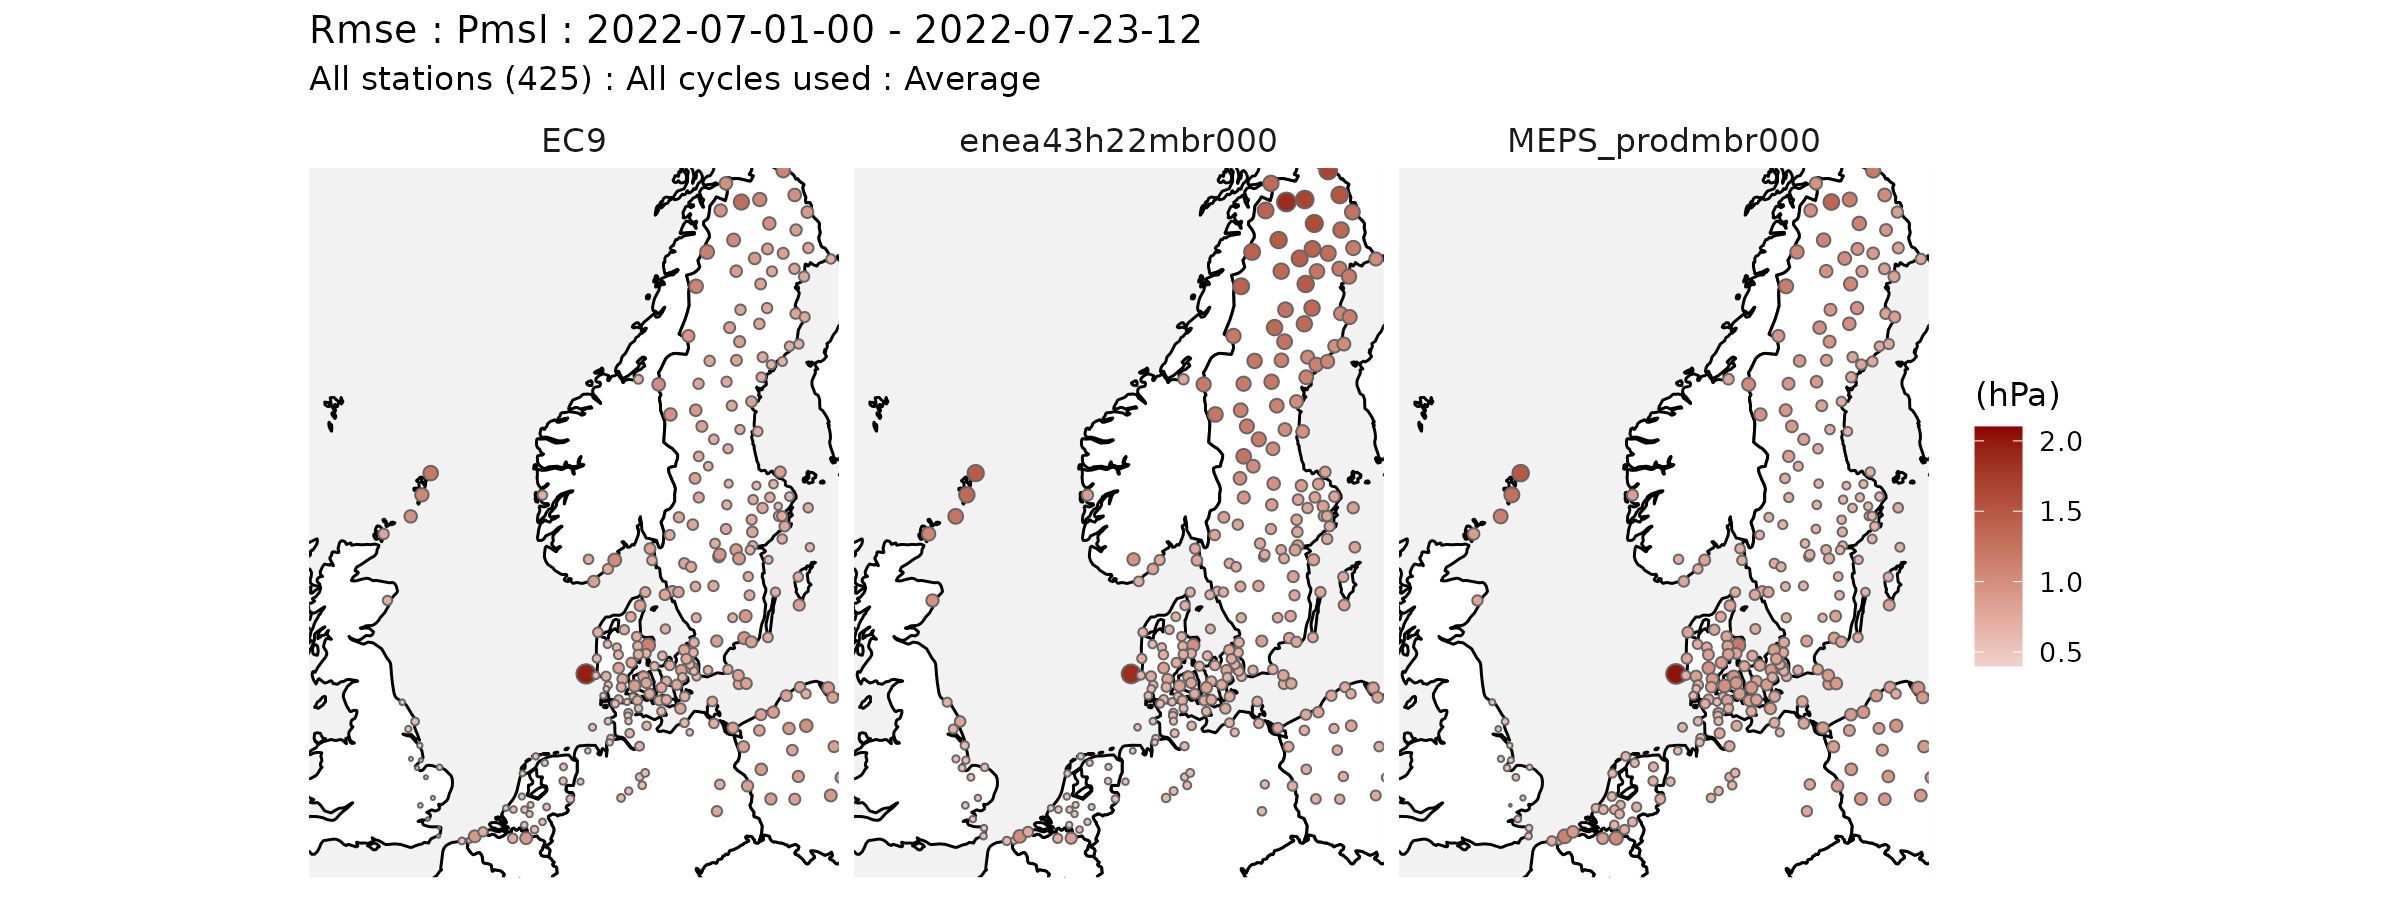 Rmse : Pmsl : 2022-07-01-00 - 2022-07-23-12
All stations (425) : All cycles used : Average
EC9
enea43h22mbr000
MEPS_prodmbr000
(hPa)
2.0
1.5
1.0
0.5